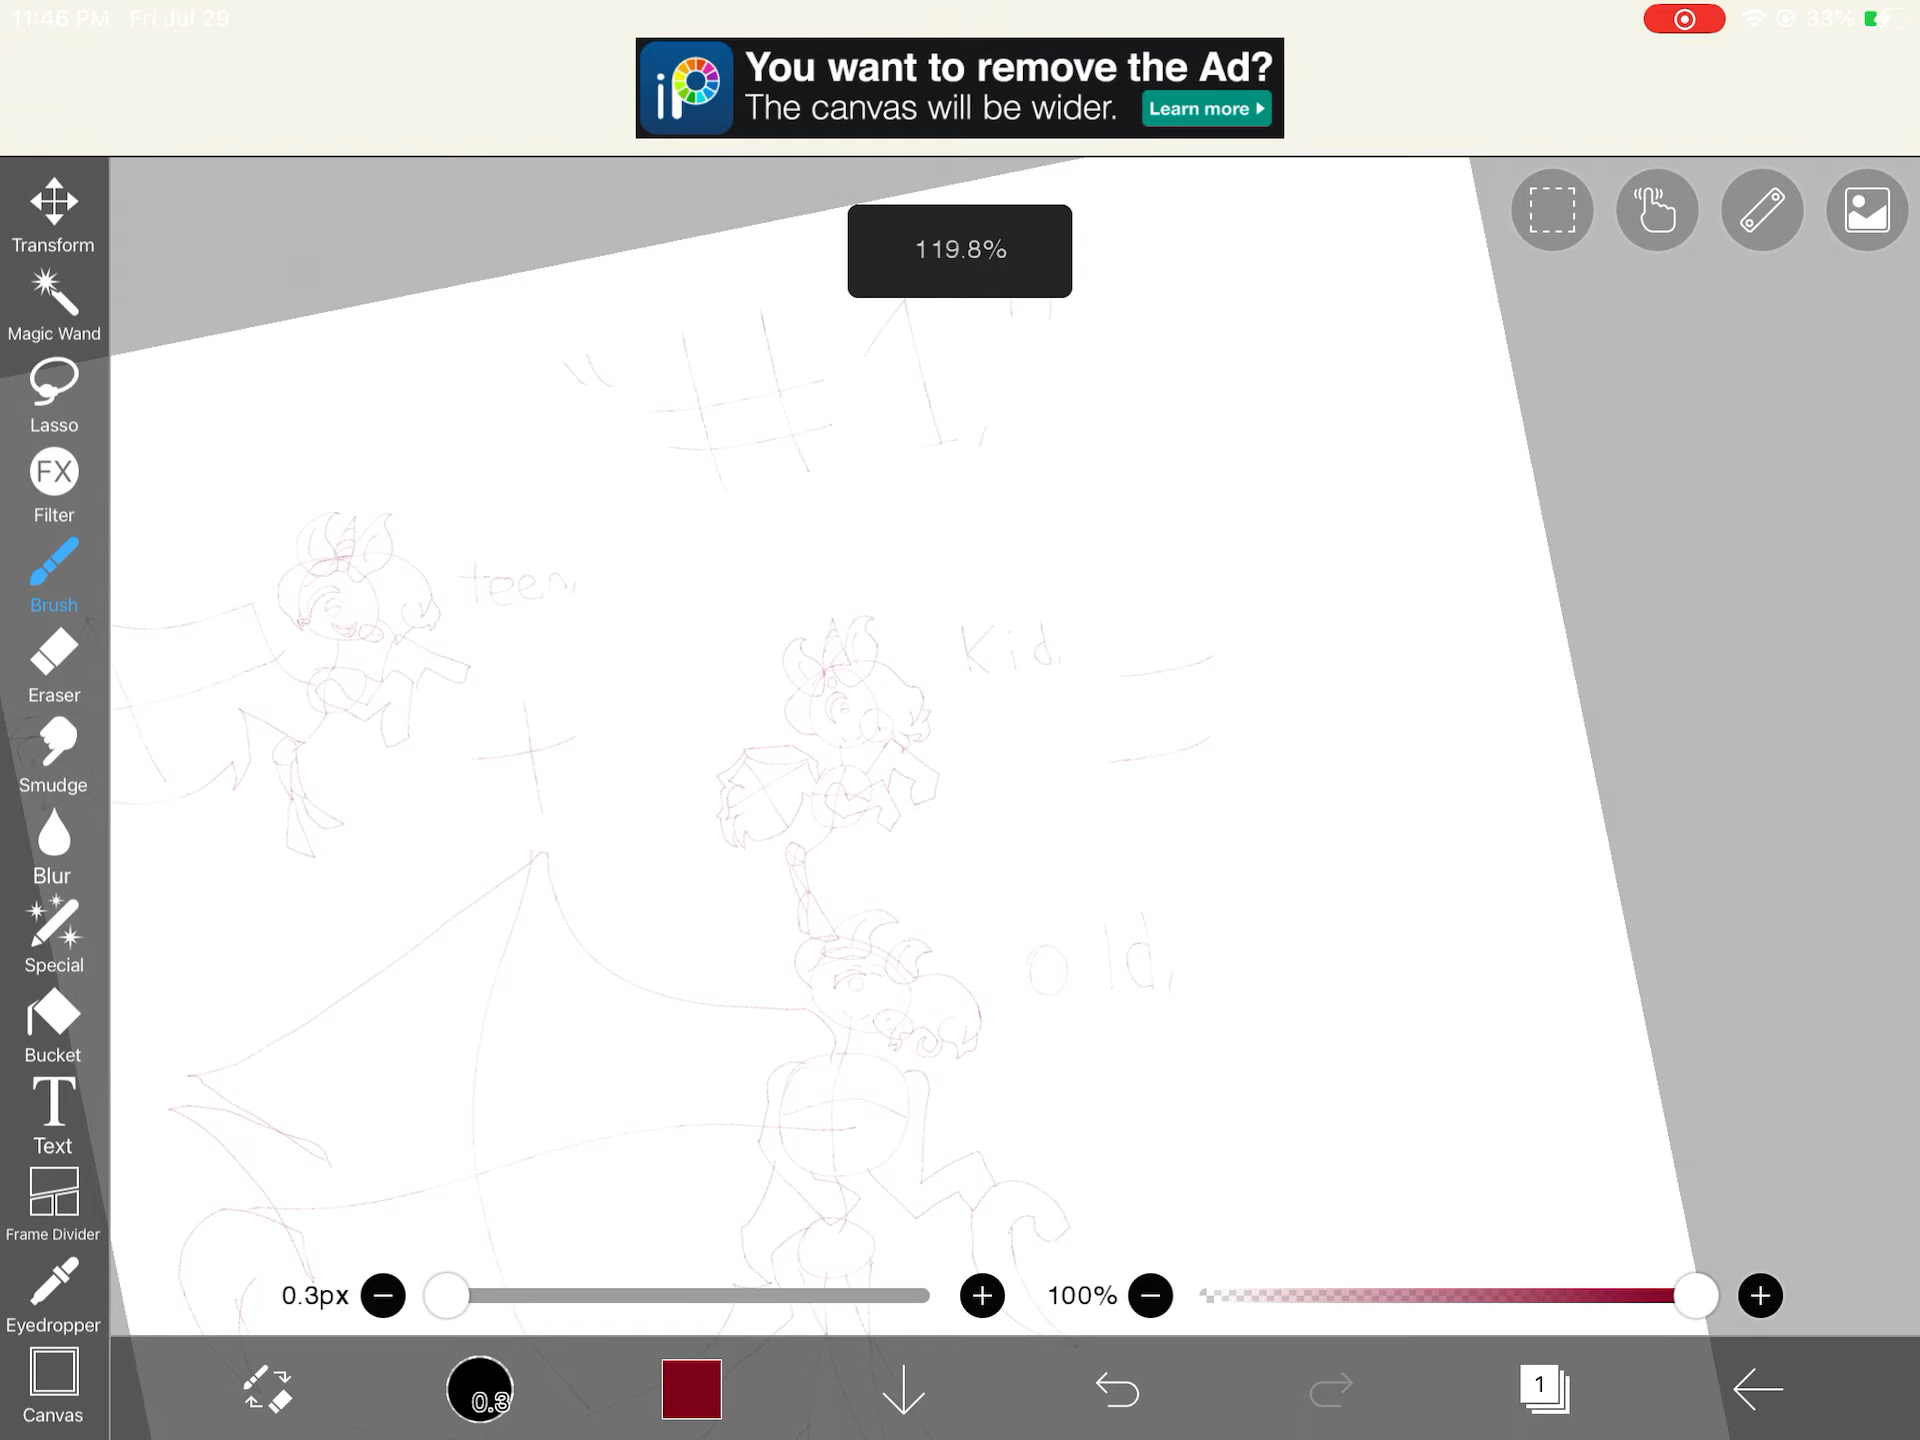 11:46 PM Fri Jul 29
33%
iP
You want to remove the Ad?
The canvas will be wider.
Learn more
Transform
119.8%
Magic Wand
Lasso
"#1."
FX
Filter
teen.
Brush
Kid.
Eraser
Smudge
Blur
old.
Special
Bucket
T
Text
Frame Divider
0.3px
100%
Eyedropper
0.3
1
Canvas